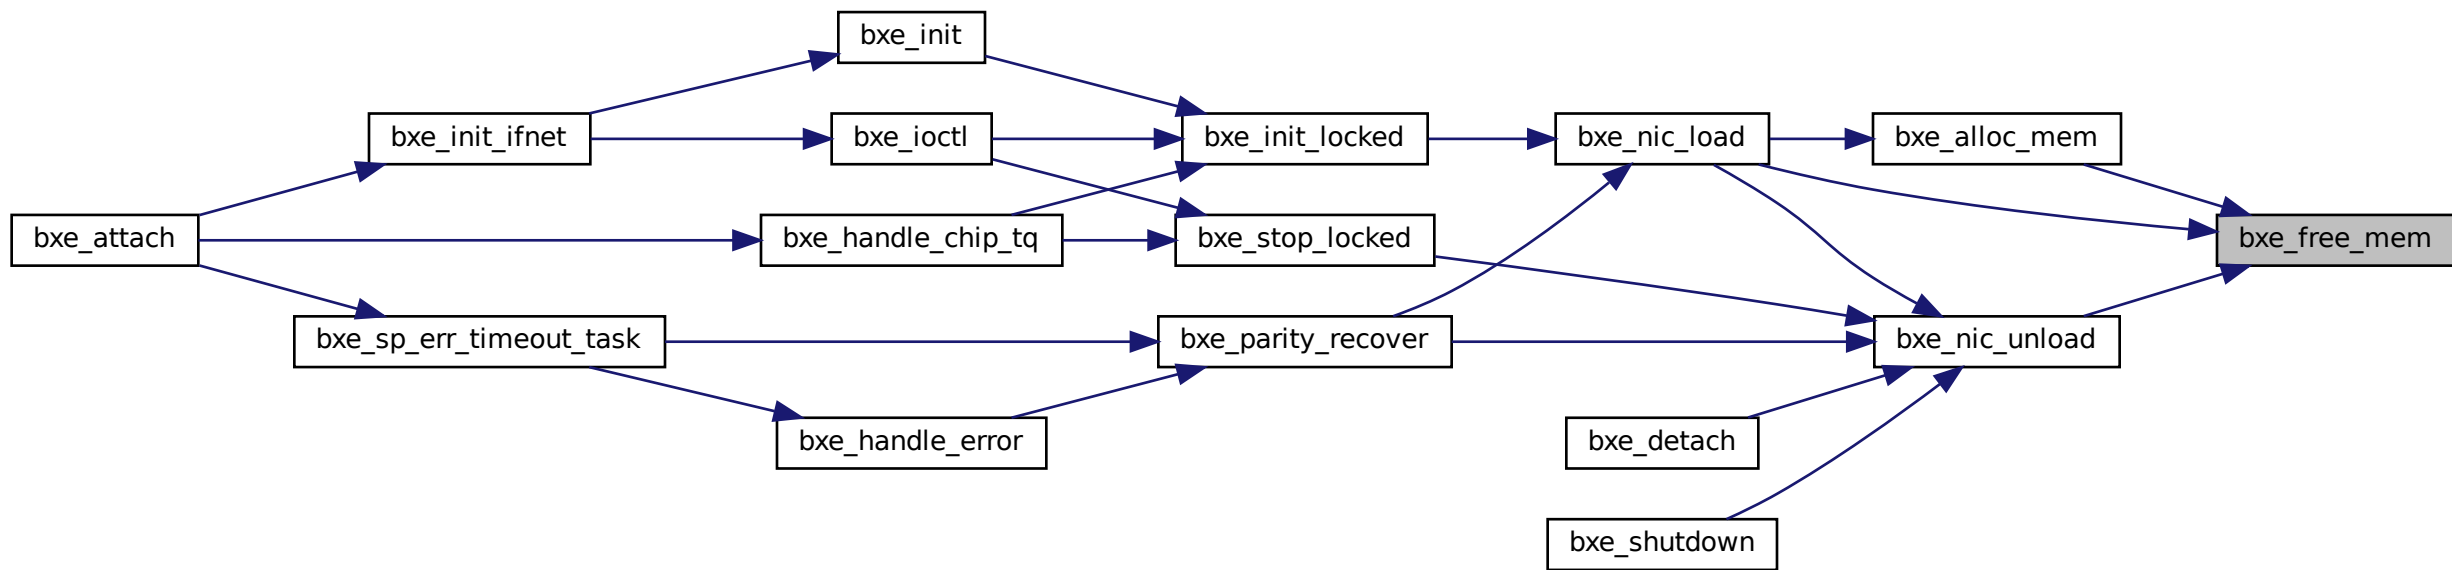 bxe_init
bxe_init_ifnet
bxe_ioctl
bxe_init_locked
bxe_nic_load
bxe_alloc_mem
bxe_attach
bxe_handle_chip_tq
bxe_stop_locked
bxe_free_mem
bxe_sp_err_timeout_task
bxe_parity_recover
bxe_nic_unload
bxe_handle_error
bxe_detach
bxe_shutdown